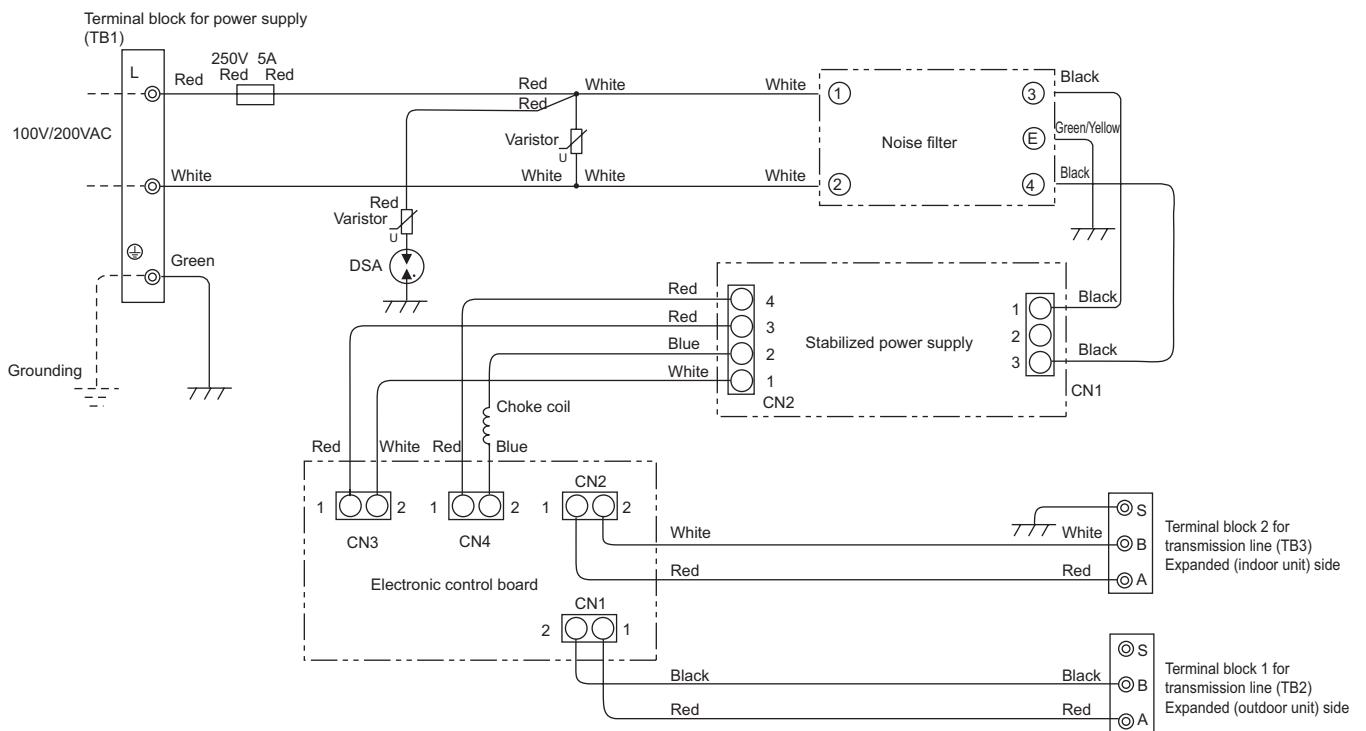 Terminal block for power supply
(TB1)
L
Red
250V 5A
Red Red
Red
White
White
Red
100V/200VAC
Varistor
U
White
White
White
White
1
2
Noise filter
3
E
4
Black
Green/Yellow
Black
Red
Varistor
U
DSA
Green
Grounding
Red
Red
Blue
White
4
3
2
1
CN2
Stabilized power supply
1
2
3
Black
Black
CN1
Choke coil
Red
White
Red
Blue
1
2
CN3
1
2
CN4
CN2
1
2
Electronic control board
CN1
2
1
White
White
Red
Red
S
B
A
Terminal block 2 for
transmission line (TB3)
Expanded (indoor unit) side
Black
Black
Red
Red
S
B
A
Terminal block 1 for
transmission line (TB2)
Expanded (outdoor unit) side